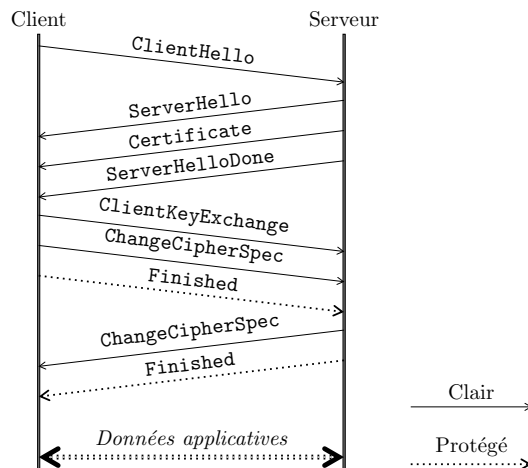 Client
Serveur
ClientHello
ServerHello
Certificate
ServerHelloDone
ClientKeyExchange
ChangeCipherSpec
Finished
ChangeCipherSpec
Finished
Données applicatives
Clair
Protégé